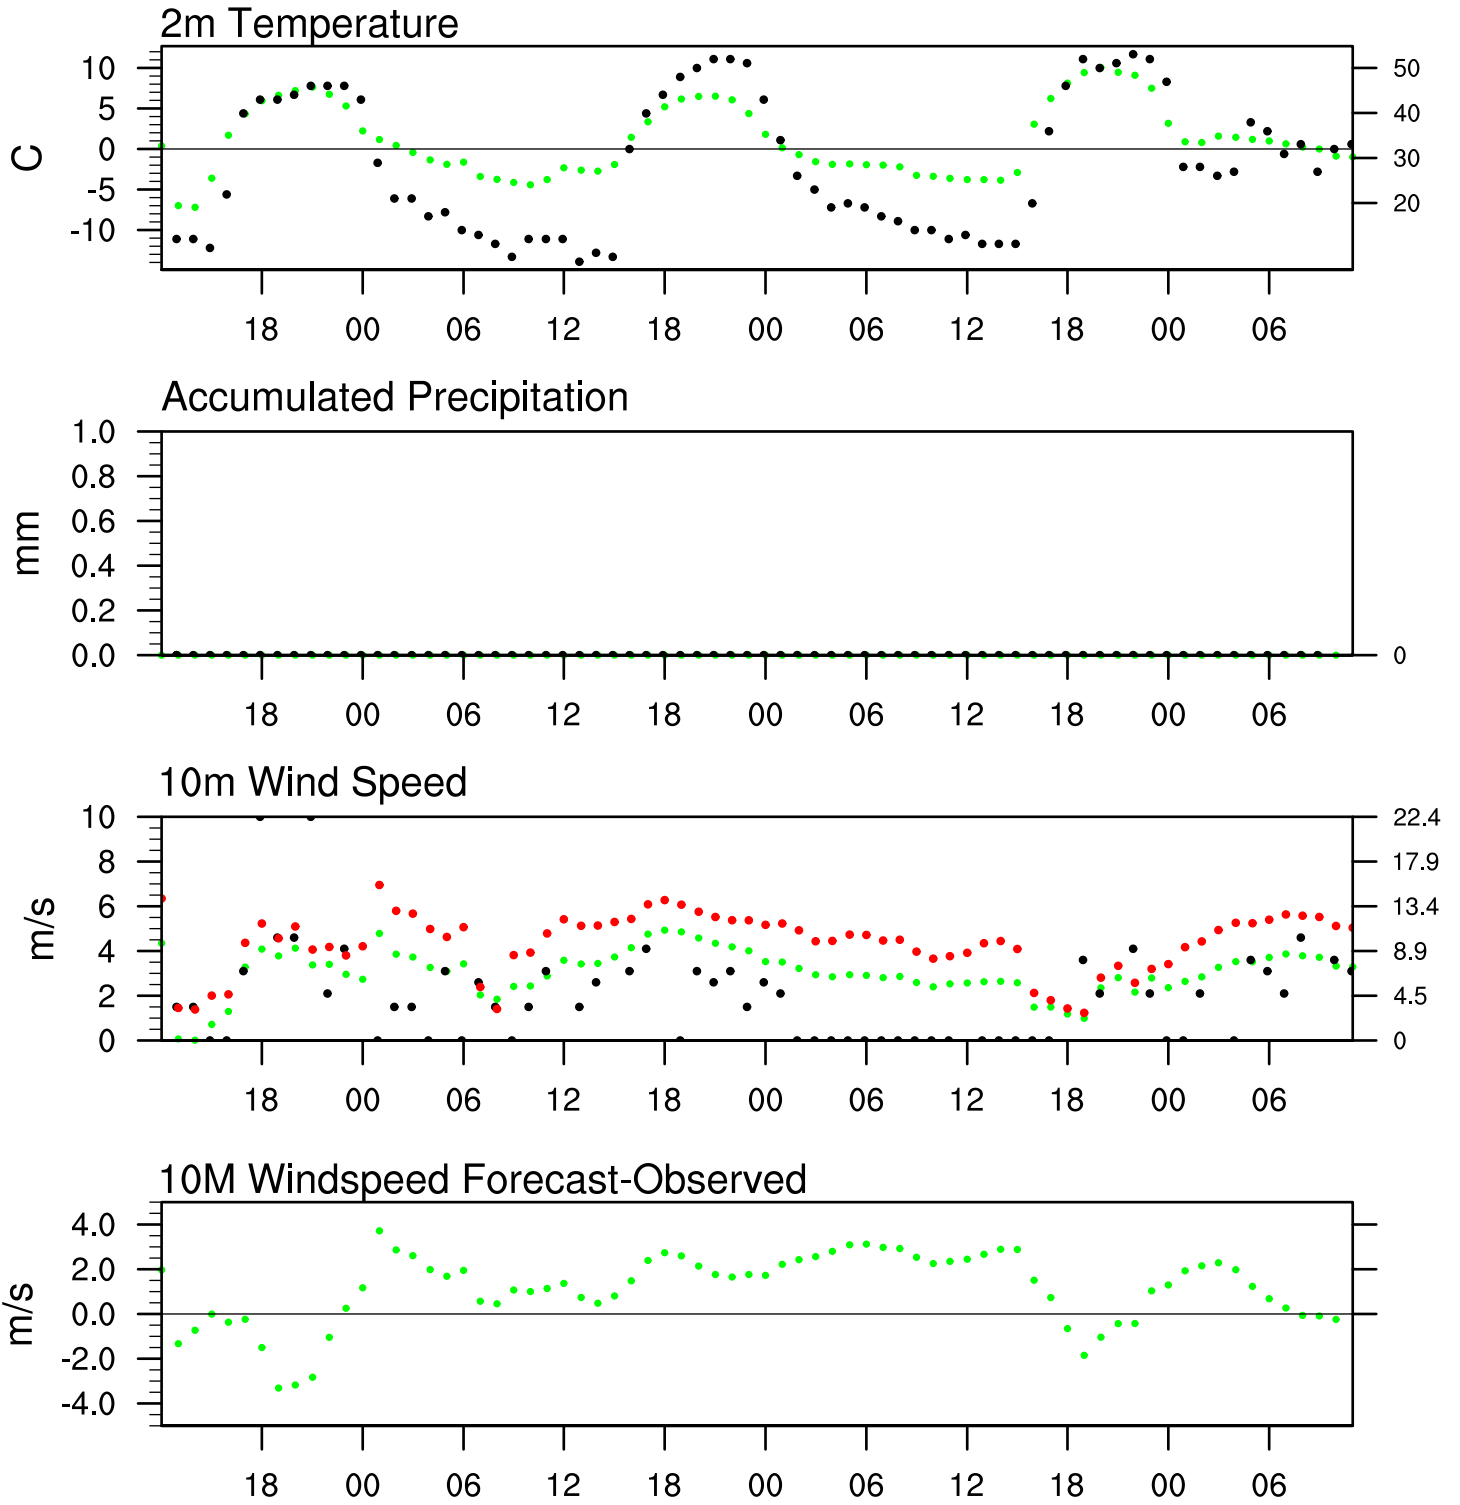 2m Temperature
10 50
5 40
0 30
-5 20
-10
C
18 00 06 12 18 00 06 12 18 00 06
Accumulated Precipitation
1.0
0.8
0.6
0.4
0.2
0.0 0
mm
18 00 06 12 18 00 06 12 18 00 06
10m Wind Speed
10 22.4
8 17.9
6 13.4
4 8.9
2 4.5
0 0
m/s
18 00 06 12 18 00 06 12 18 00 06
10M Windspeed Forecast-Observed
4.0
2.0
0.0
-2.0
-4.0
m/s
18 00 06 12 18 00 06 12 18 00 06